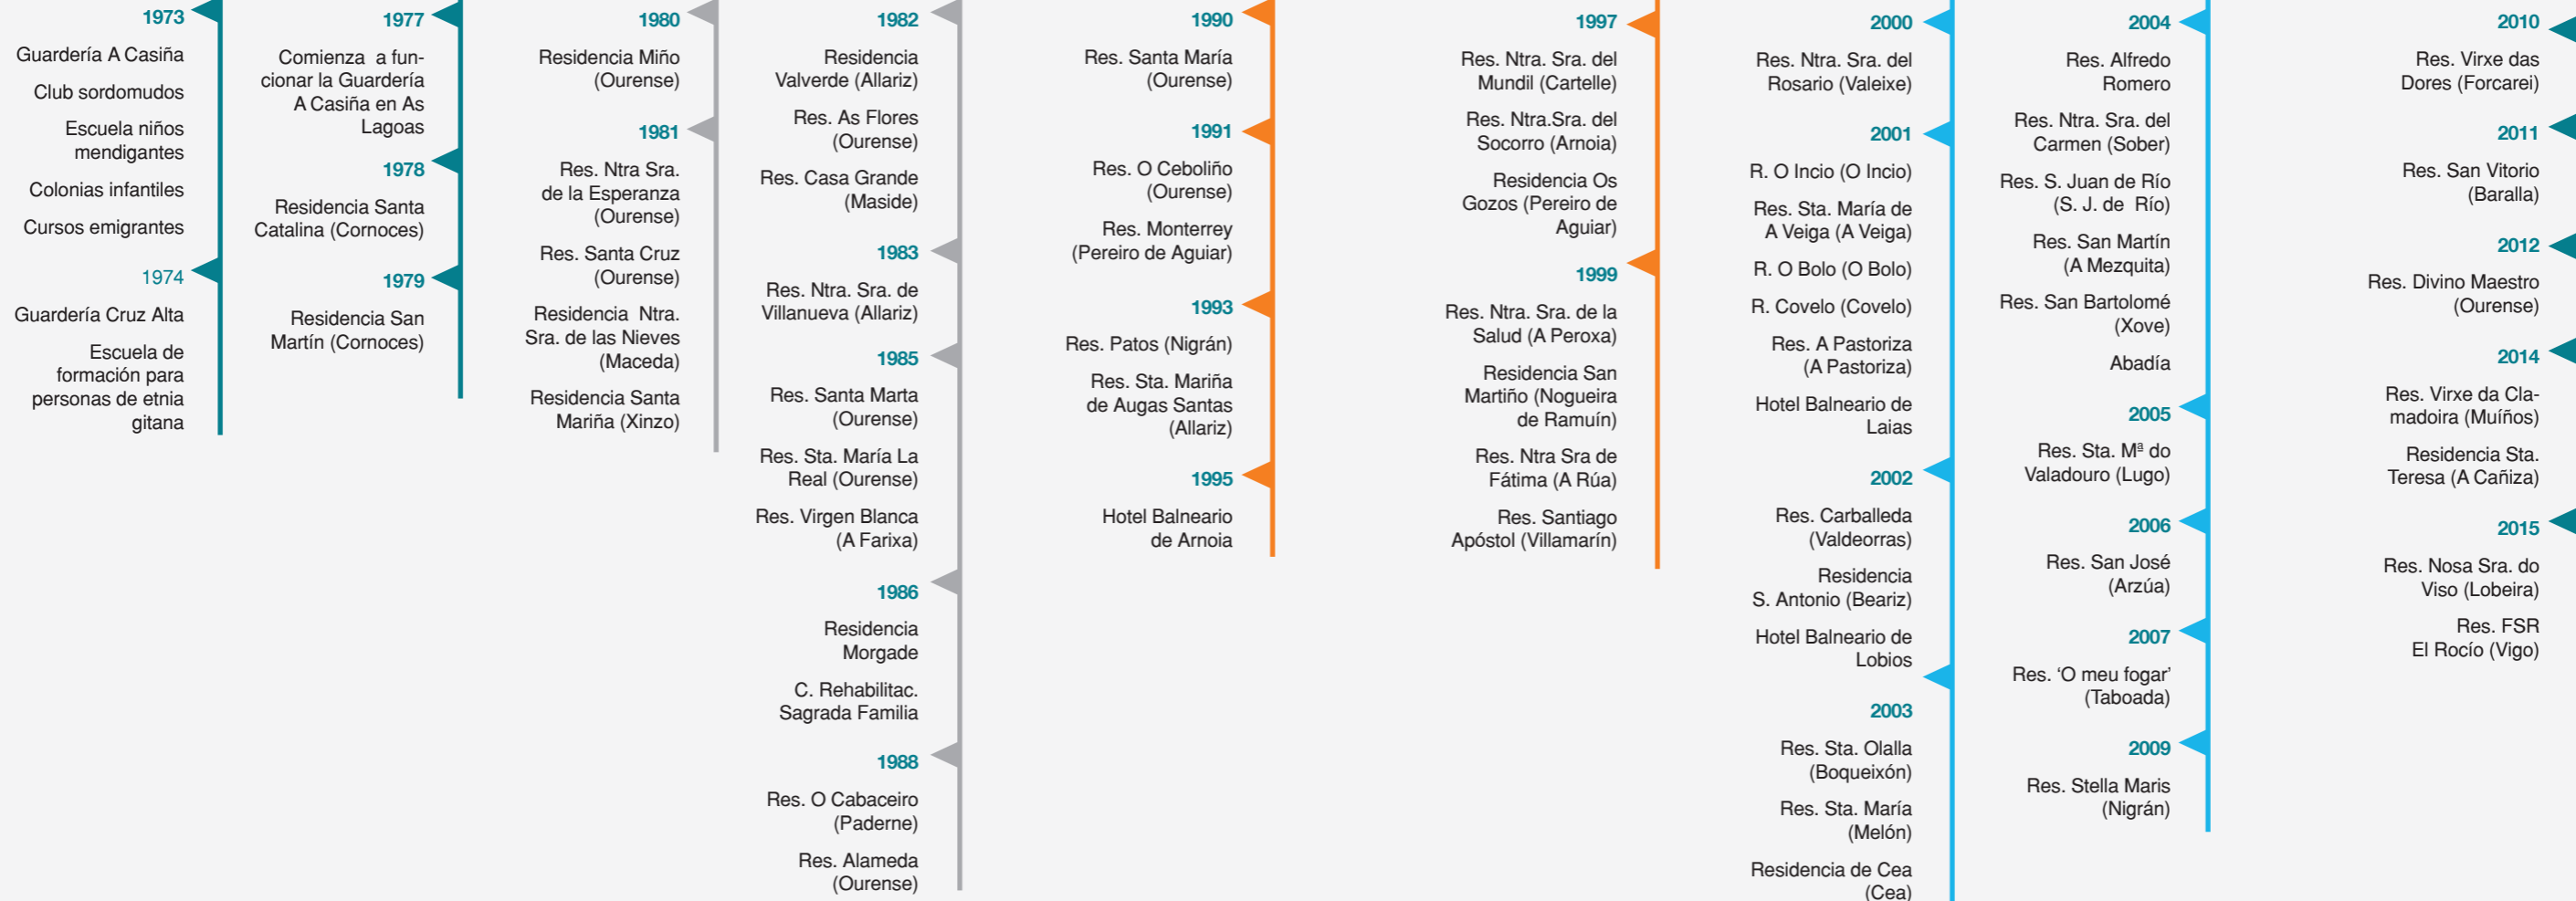 1973
Guardería A Casiña
Club sordomudos
Escuela niños
mendigantes
Colonias infantiles
Cursos emigrantes
1974
Guardería Cruz Alta
Escuela de
formación para
personas de etnia
gitana
1977
Comienza a fun-
cionar la Guardería
A Casiña en As
Lagoas
1978
Residencia Santa
Catalina (Cornoces)
1979
Residencia San
Martín (Cornoces)
1980
Residencia Miño
(Ourense)
1981
Res. Ntra Sra.
de la Esperanza
(Ourense)
Res. Santa Cruz
(Ourense)
Residencia Ntra.
Sra. de las Nieves
(Maceda)
Residencia Santa
Mariña (Xinzo)
1982
Residencia
Valverde (Allariz)
Res. As Flores
(Ourense)
Res. Casa Grande
(Maside)
1983
Res. Ntra. Sra. de
Villanueva (Allariz)
1985
Res. Santa Marta
(Ourense)
Res. Sta. María La
Real (Ourense)
Res. Virgen Blanca
(A Farixa)
1986
Residencia
Morgade
C. Rehabilitac.
Sagrada Familia
1988
Res. O Cabaceiro
(Paderne)
Res. Alameda
(Ourense)
1990
Res. Santa María
(Ourense)
1991
Res. O Ceboliño
(Ourense)
Res. Monterrey
(Pereiro de Aguiar)
1993
Res. Patos (Nigrán)
Res. Sta. Mariña
de Augas Santas
(Allariz)
1995
Hotel Balneario
de Arnoia
1997
Res. Ntra. Sra. del
Mundil (Cartelle)
Res. Ntra.Sra. del
Socorro (Arnoia)
Residencia Os
Gozos (Pereiro de
Aguiar)
1999
Res. Ntra. Sra. de la
Salud (A Peroxa)
Residencia San
Martiño (Nogueira
de Ramuín)
Res. Ntra Sra de
Fátima (A Rúa)
Res. Santiago
Apóstol (Villamarín)
2000
Res. Ntra. Sra. del
Rosario (Valeixe)
2001
R. O Incio (O Incio)
Res. Sta. María de
A Veiga (A Veiga)
R. O Bolo (O Bolo)
R. Covelo (Covelo)
Res. A Pastoriza
(A Pastoriza)
Hotel Balneario de
Laias
2002
Res. Carballeda
(Valdeorras)
Residencia
S. Antonio (Beariz)
Hotel Balneario de
Lobios
2003
Res. Sta. Olalla
(Boqueixón)
Res. Sta. María
(Melón)
Residencia de Cea
(Cea)
2004
Res. Alfredo
Romero
Res. Ntra. Sra. del
Carmen (Sober)
Res. S. Juan de Río
(S. J. de Río)
Res. San Martín
(A Mezquita)
Res. San Bartolomé
(Xove)
Abadía
2005
Res. Sta. Mª do
Valadouro (Lugo)
2006
Res. San José
(Arzúa)
2007
Res. ‘O meu fogar’
(Taboada)
2009
Res. Stella Maris
(Nigrán)
2010
Res. Virxe das
Dores (Forcarei)
2011
Res. San Vitorio
(Baralla)
2012
Res. Divino Maestro
(Ourense)
2014
Res. Virxe da Cla-
madoira (Muíños)
Residencia Sta.
Teresa (A Cañiza)
2015
Res. Nosa Sra. do
Viso (Lobeira)
Res. FSR
El Rocío (Vigo)